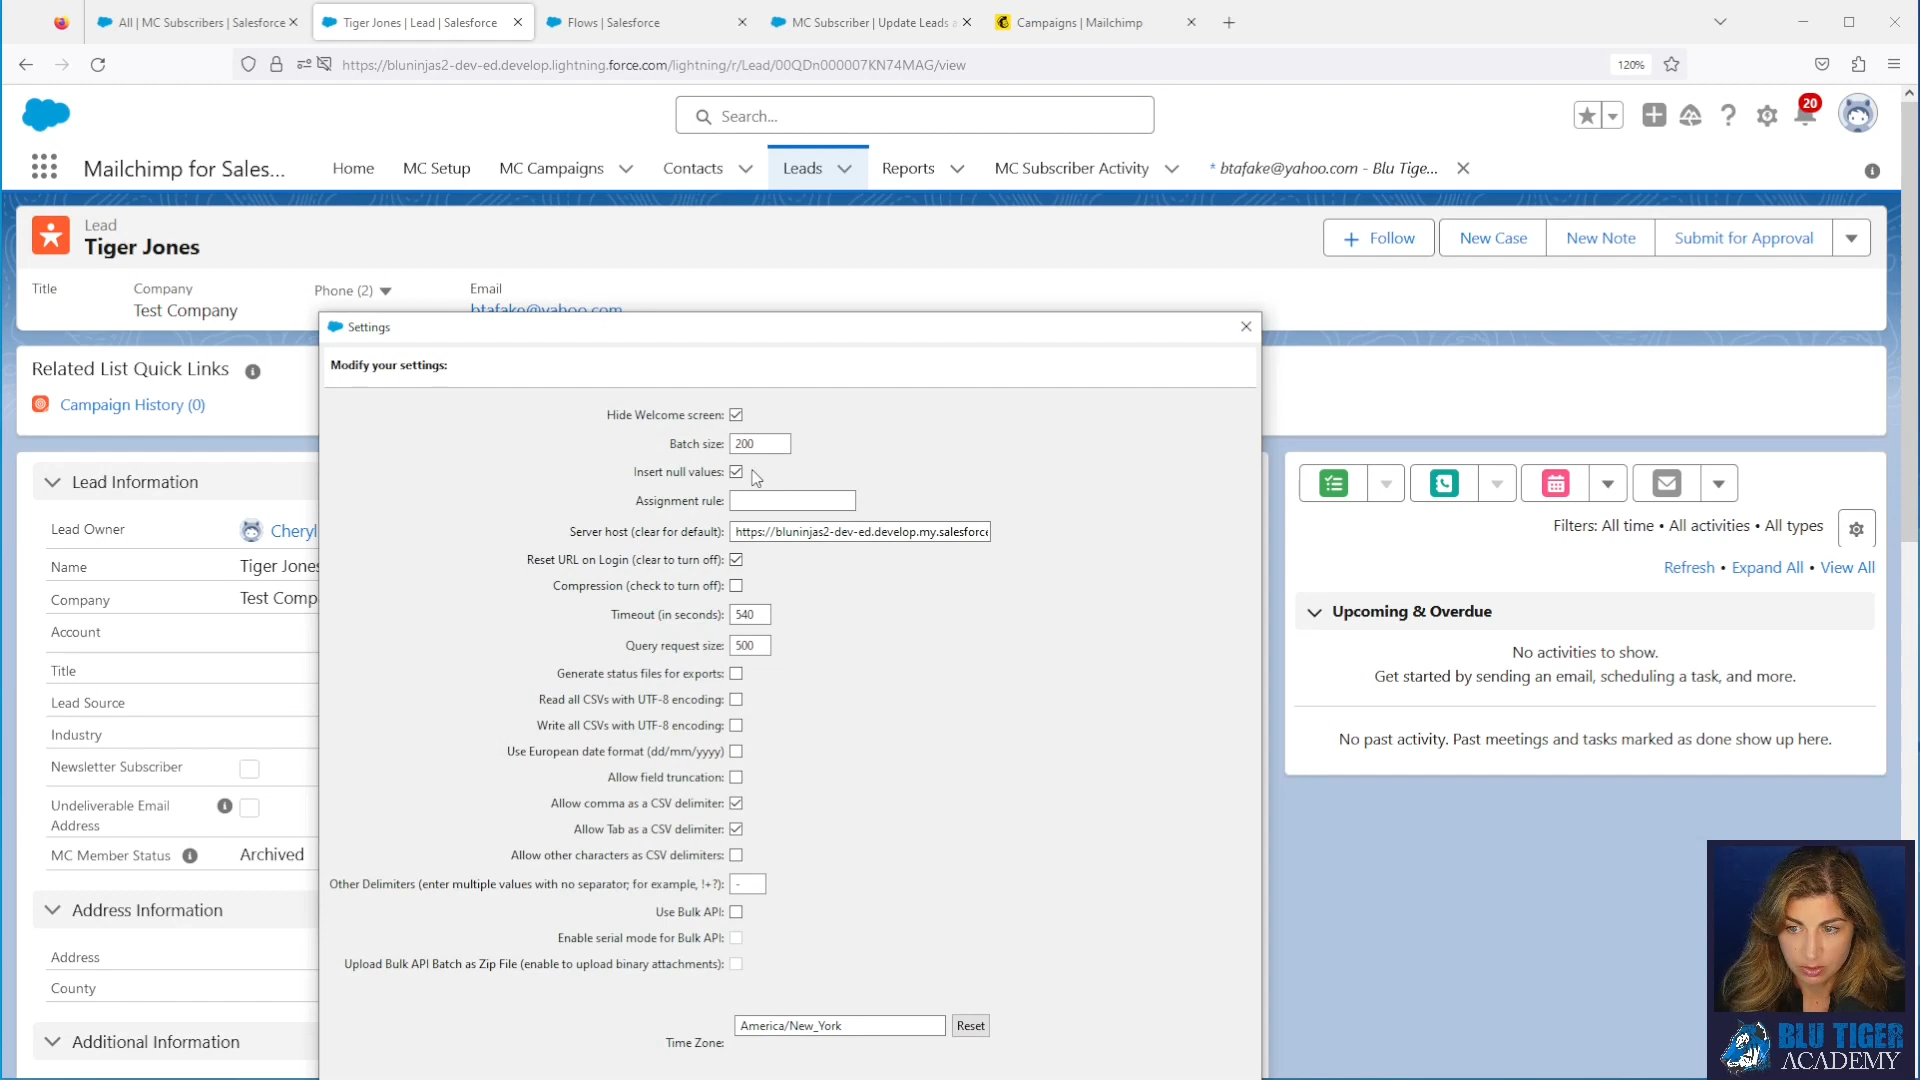 All | MC Subscribers | Salesforce
Tiger Jones | Lead | Salesforce
Flows | Salesforce
MC Subscriber | Update Leads a
Campaigns | Mailchimp
https://bluninjas2-dev-ed.develop.lightning.force.com/lightning/r/Lead/00QDn000007KN74MAG/view
120%
Search...
20
Mailchimp for Sales...
Home
MC Setup
MC Campaigns
Contacts
Leads
Reports
MC Subscriber Activity
* btafake@yahoo.com - Blu Tige...
Lead
Tiger Jones
Follow
New Case
New Note
Submit for Approval
Title
Company
Phone (2)
Email
Test Company
btafake@yahoo.com
Settings
Modify your settings:
Related List Quick Links
Campaign History (0)
Hide Welcome screen:
Batch size: 200
Insert null values:
Assignment rule:
Server host (clear for default): https://bluninjas2-dev-ed.develop.my.salesforce
Reset URL on Login (clear to turn off):
Compression (check to turn off):
Timeout (in seconds): 540
Query request size: 500
Generate status files for exports:
Read all CSVs with UTF-8 encoding:
Write all CSVs with UTF-8 encoding:
Use European date format (dd/mm/yyyy)
Allow field truncation:
Allow comma as a CSV delimiter:
Allow Tab as a CSV delimiter:
Allow other characters as CSV delimiters:
Other Delimiters (enter multiple values with no separator; for example, !+?): -
Use Bulk API:
Enable serial mode for Bulk API:
Upload Bulk API Batch as Zip File (enable to upload binary attachments):
America/New_York
Reset
Time Zone:
Lead Information
Lead Owner
Cheryl
Name
Tiger Jones
Company
Test Comp
Account
Title
Lead Source
Industry
Newsletter Subscriber
Undeliverable Email
Address
MC Member Status
Archived
Address Information
Address
County
Additional Information
Filters: All time • All activities • All types
Refresh • Expand All • View All
Upcoming & Overdue
No activities to show.
Get started by sending an email, scheduling a task, and more.
No past activity. Past meetings and tasks marked as done show up here.
BLU TIGER
ACADEMY